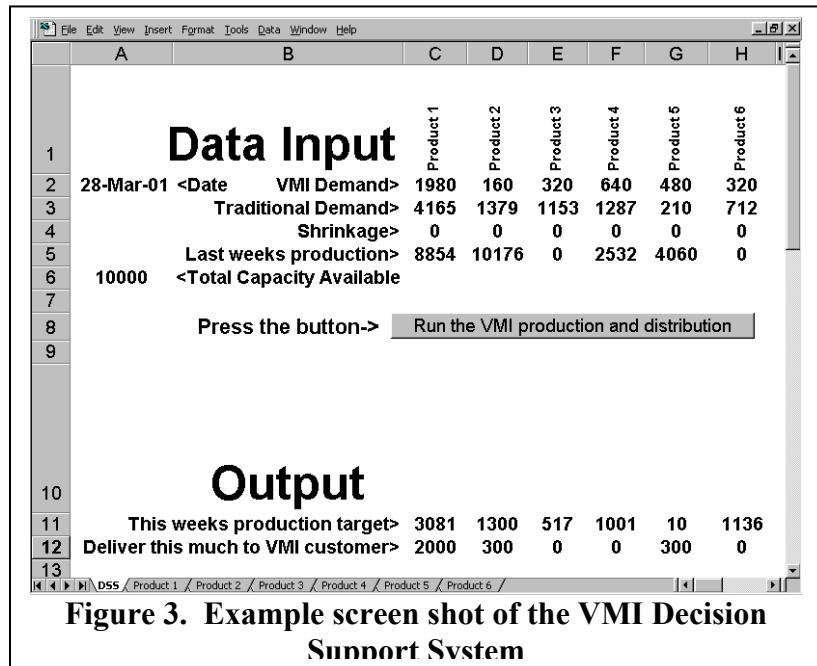 File Edit View Insert Format Tools Data Window Help
A B C D E F G H I
1 Data Input Product 1 Product 2 Product 3 Product 4 Product 5 Product 6
2 28-Mar-01 <Date VMI Demand> 1980 160 320 640 480 320
3 Traditional Demand> 4165 1379 1153 1287 210 712
4 Shrinkage> 0 0 0 0 0 0
5 Last weeks production> 8854 10176 0 2532 4060 0
6 10000 <Total Capacity Available
7
8 Press the button-> Run the VMI production and distribution
9
10 Output
11 This weeks production target> 3081 1300 517 1001 10 1136
12 Deliver this much to VMI customer> 2000 300 0 0 300 0
13
DSS / Product 1 / Product 2 / Product 3 / Product 4 / Product 5 / Product 6 /
Figure 3. Example screen shot of the VMI Decision
Support System